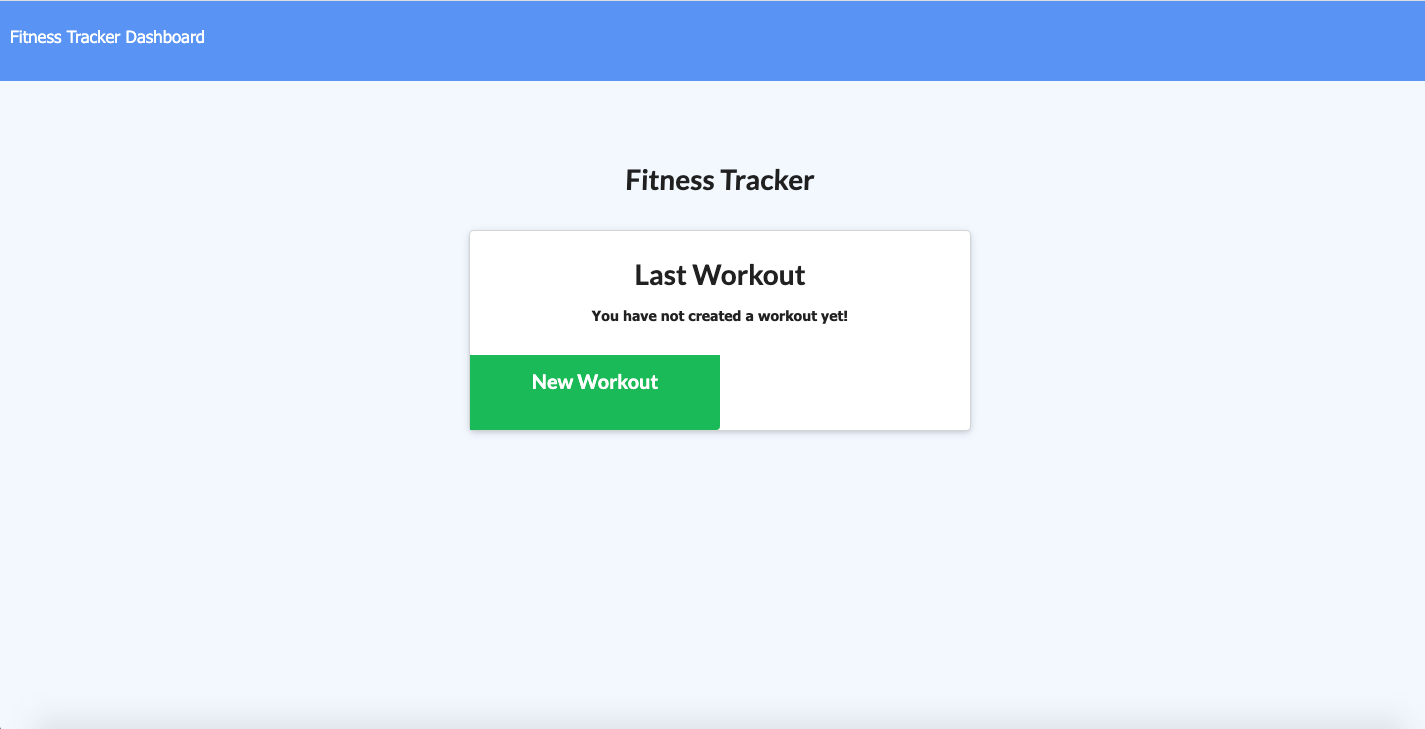 Fitness Tracker Dashboard
Fitness Tracker
Last Workout
You have not created a workout yet!
New Workout